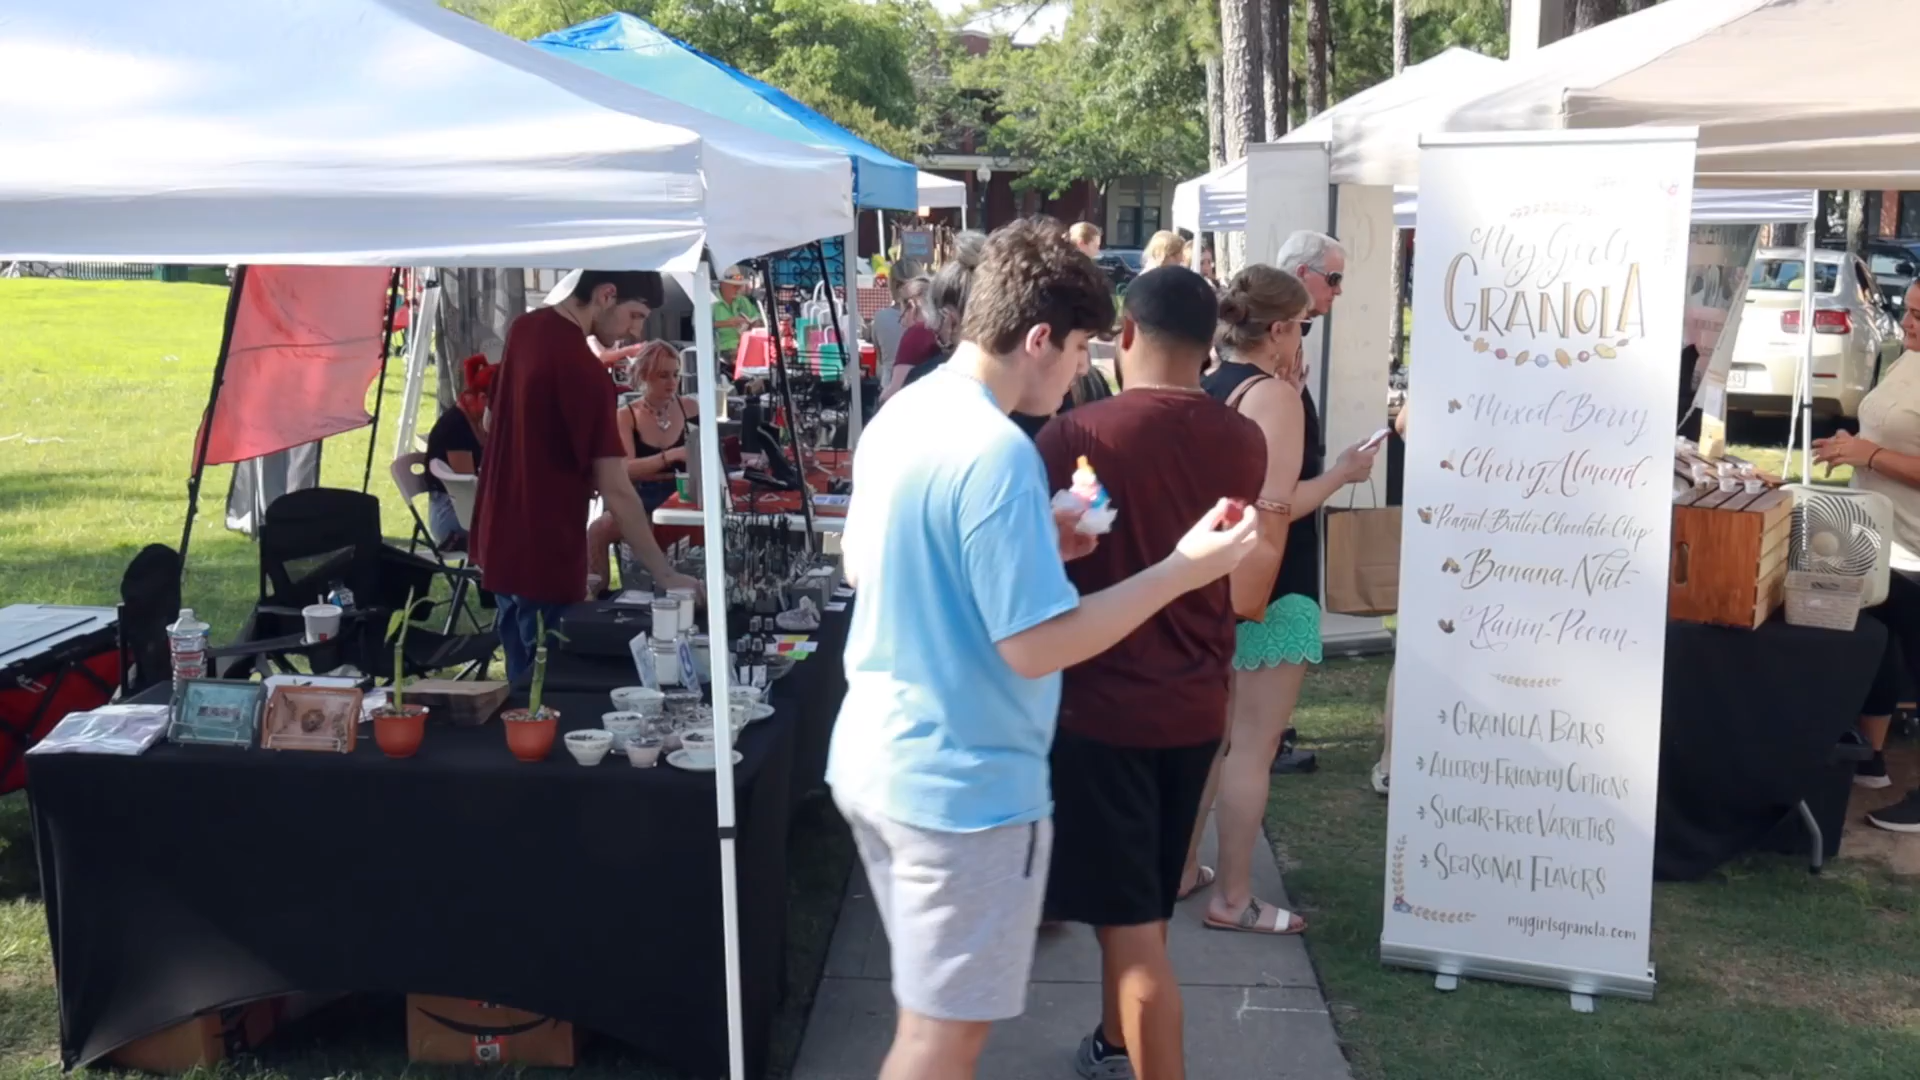 My Girls
GRANOLA
Mixed-Berry
Cherry Almond
Peanut-Butter-Chocolate-Chip
Banana-Nut
Raisin-Pecan
GRANOLA BARS
ALLERGY-FRIENDLY OPTIONS
SUGAR-FREE VARIETIES
SEASONAL FLAVORS
mygirlsgranola.com